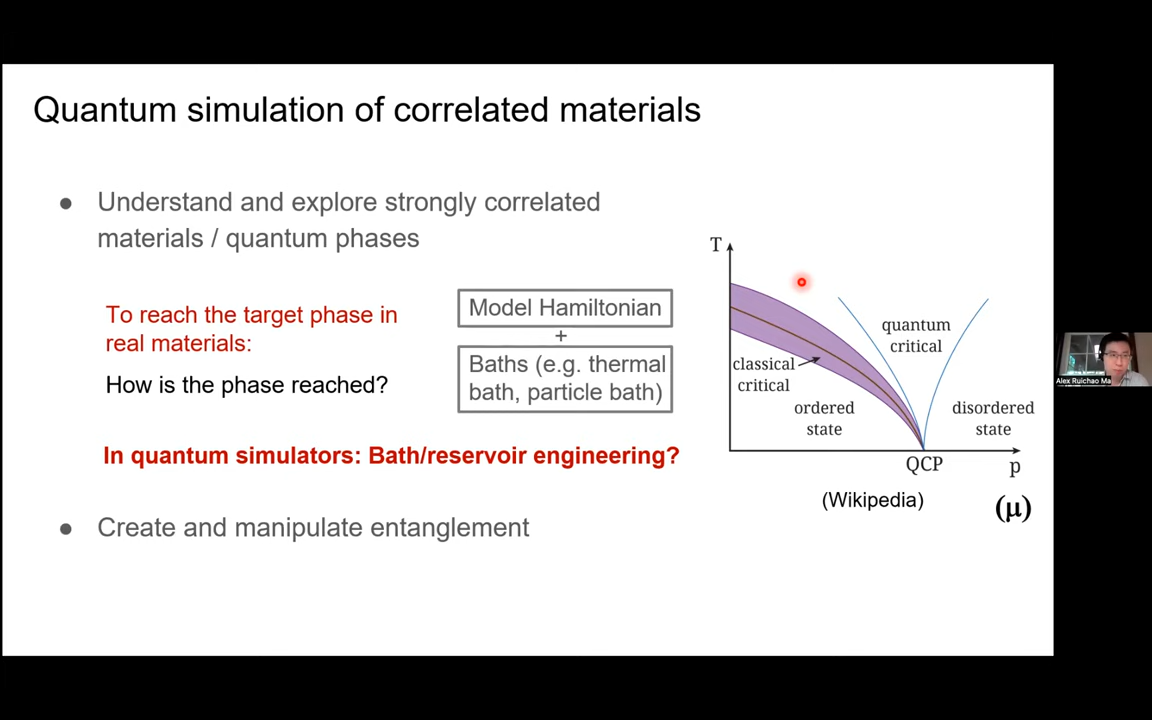 Quantum simulation of correlated materials
● Understand and explore strongly correlated
materials / quantum phases
To reach the target phase in
real materials:
How is the phase reached?
Model Hamiltonian
+
Baths (e.g. thermal
bath, particle bath)
In quantum simulators: Bath/reservoir engineering?
● Create and manipulate entanglement
T
quantum
critical
classical
critical
ordered
state
disordered
state
QCP
p
(Wikipedia)
(μ)
Alex Ruichao Ma